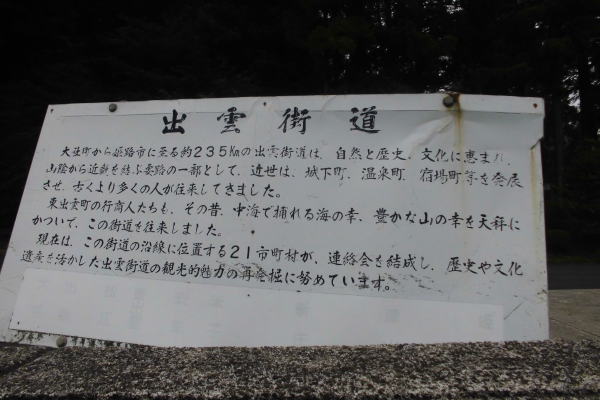 出雲街道
大社町から姫路市に至る約235Kmの出雲街道は、自然と歴史、文化に恵まれ、
山陰から近畿を結ぶ要路の一部として、近世は、城下町、温泉町、宿場町等を発展
させ、古くより多くの人が往来してきました。
東出雲町の行商人たちも、その昔、中海で捕れる海の幸、豊かな山の幸を天秤に
かついで、この街道を往来しました。
現在は、この街道の沿線に位置する21市町村が、連絡会を結成し、歴史や文化
遺産を活かした出雲街道の観光的魅力の再発掘に努めています。